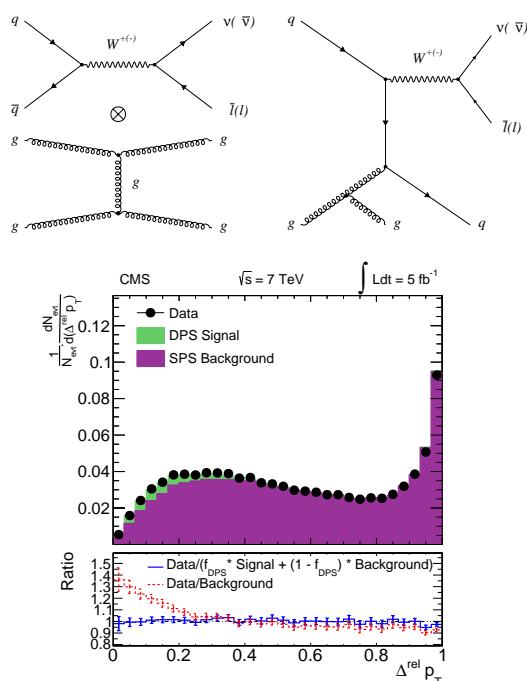 q
W+(-)
ν( ν̅)
q̅
l̅(l)
⊗
g
g
g
g
g
W+(-)
ν( ν̅)
l̅(l)
g
g
q
CMS √s = 7 TeV ∫ Ldt = 5 fb-1
1/Nevt . dNevt/d(Δrel pT)
0.12
0.1
0.08
0.06
0.04
0.02
Data
DPS Signal
SPS Background
Ratio
1.5
1.4
1.3
1.2
1.1
1
0.9
0.8
Data/(fDPS* Signal + (1 - fDPS) * Background)
Data/Background
0 0.2 0.4 0.6 0.8 1
Δrel pT